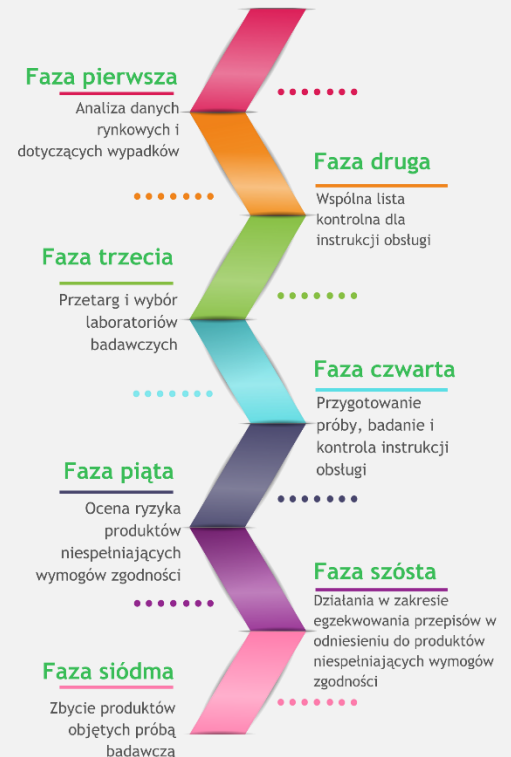 Faza pierwsza
Analiza danych
rynkowych i
dotyczących wypadków
Faza druga
Wspólna lista
kontrolna dla
instrukcji obsługi
Faza trzecia
Przetarg i wybór
laboratoriów
badawczych
Faza czwarta
Przygotowanie
próby, badanie i
kontrola instrukcji
obsługi
Faza piąta
Ocena ryzyka
produktów
niespełniających
wymogów zgodności
Faza szósta
Działania w zakresie
egzekwowania przepisów w
odniesieniu do produktów
niespełniających wymogów
zgodności
Faza siódma
Zbycie produktów
objętych próbą
badawczą